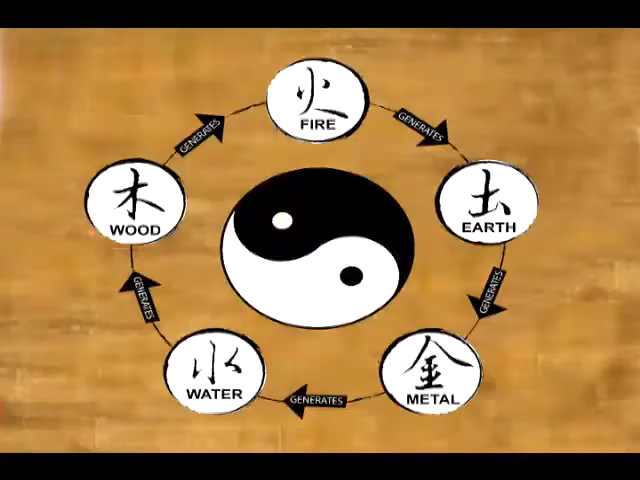 火
FIRE
GENERATES
土
EARTH
GENERATES
金
METAL
GENERATES
水
WATER
GENERATES
木
WOOD
GENERATES